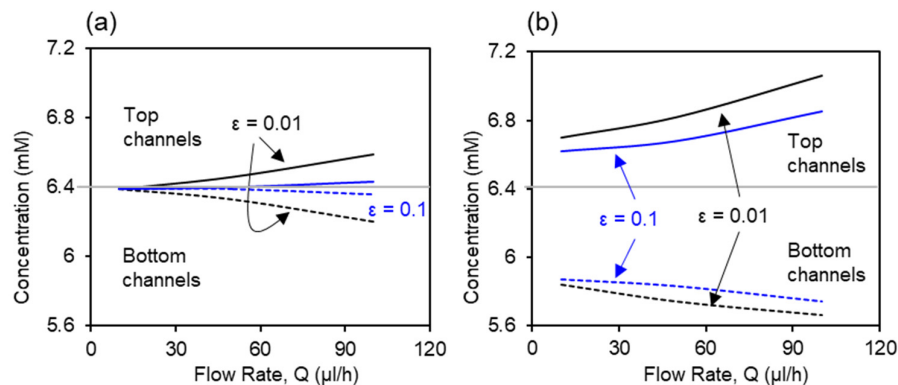 (a)
7.2
6.8
6.4
6
5.6
Concentration (mM)
Top
channels
ε = 0.01
ε = 0.1
Bottom
channels
0
30
60
90
120
Flow Rate, Q (µl/h)
(b)
7.2
6.8
6.4
6
5.6
Concentration (mM)
Top
channels
ε = 0.1
ε = 0.01
Bottom
channels
0
30
60
90
120
Flow Rate, Q (µl/h)